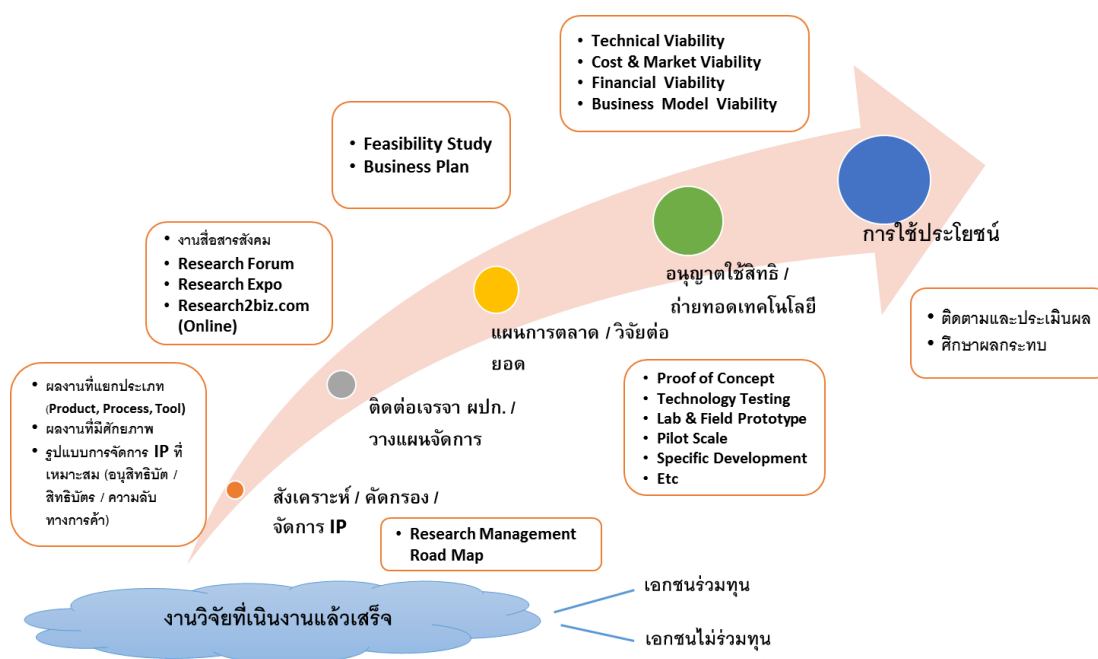 • Technical Viability
• Cost & Market Viability
• Financial Viability
• Business Model Viability
• Feasibility Study
• Business Plan
• งานสื่อสารสังคม
• Research Forum
• Research Expo
• Research2biz.com
(Online)
• ผลงานที่แยกประเภท
(Product, Process, Tool)
• ผลงานที่มีศักยภาพ
• รูปแบบการจัดการ IP ที่
เหมาะสม (อนุสิทธิบัต /
สิทธิบัตร / ความลับ
ทางการค้า)
การใช้ประโยชน์
อนุญาตใช้สิทธิ /
ถ่ายทอดเทคโนโลยี
แผนการตลาด / วิจัยต่อ
ยอด
ติดต่อเจรจา ผปก. /
วางแผนจัดการ
สังเคราะห์ / คัดกรอง /
จัดการ IP
• ติดตามและประเมินผล
• ศึกษาผลกระทบ
• Proof of Concept
• Technology Testing
• Lab & Field Prototype
• Pilot Scale
• Specific Development
• Etc
• Research Management
Road Map
งานวิจัยที่เนินงานแล้วเสร็จ
เอกชนร่วมทุน
เอกชนไม่ร่วมทุน